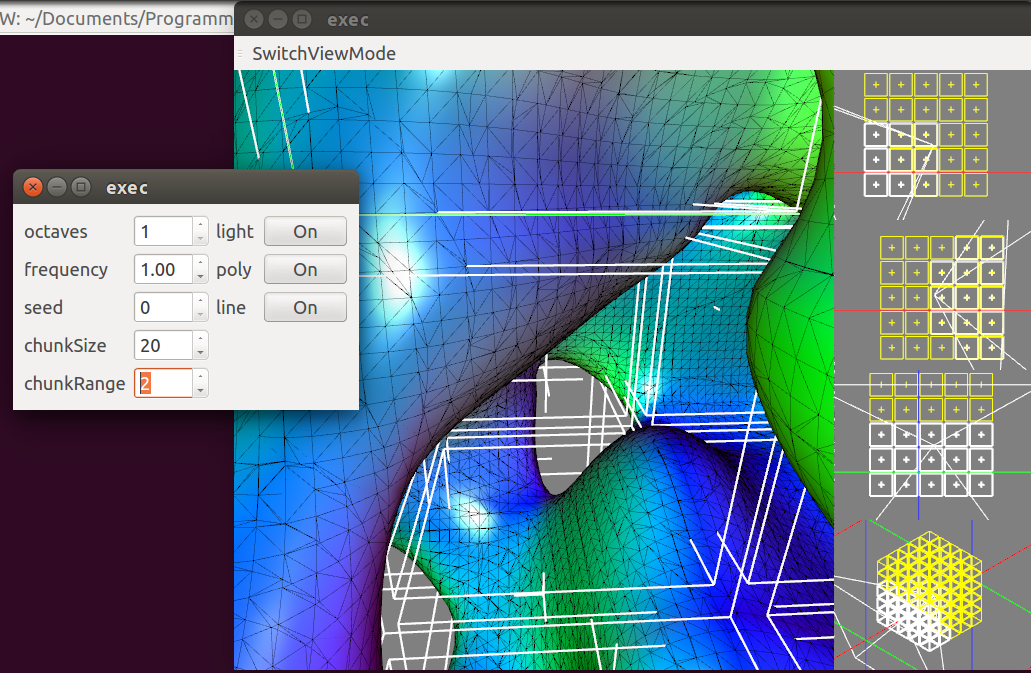 W: ~/Documents/Programm
exec
SwitchViewMode
exec
octaves 1 light On
frequency 1.00 poly On
seed 0 line On
chunkSize 20
chunkRange 2